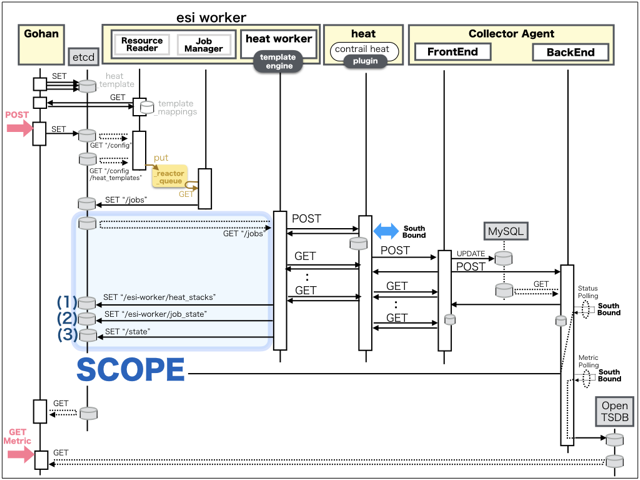 esi worker
Gohan
etcd
Resource
Reader
Job
Manager
heat worker
template
engine
heat
contrail heat
plugin
Collector Agent
FrontEnd
BackEnd
SET
heat
template
GET
template
_mappings
POST
SET
GET "/config"
put
GET "/config
/heat_templates"
_reactor
_queue
GET
SET "/jobs"
GET "/jobs"
POST
South
Bound
MySQL
POST
UPDATE
POST
GET
GET
:
GET
GET
:
GET
Status
Polling
South
Bound
(1)
SET "/esi-worker/heat_stacks"
(2)
SET "/esi-worker/job_state"
(3)
SET "/state"
SCOPE
Metric
Polling
South
Bound
GET
Open
TSDB
GET
Metric
GET